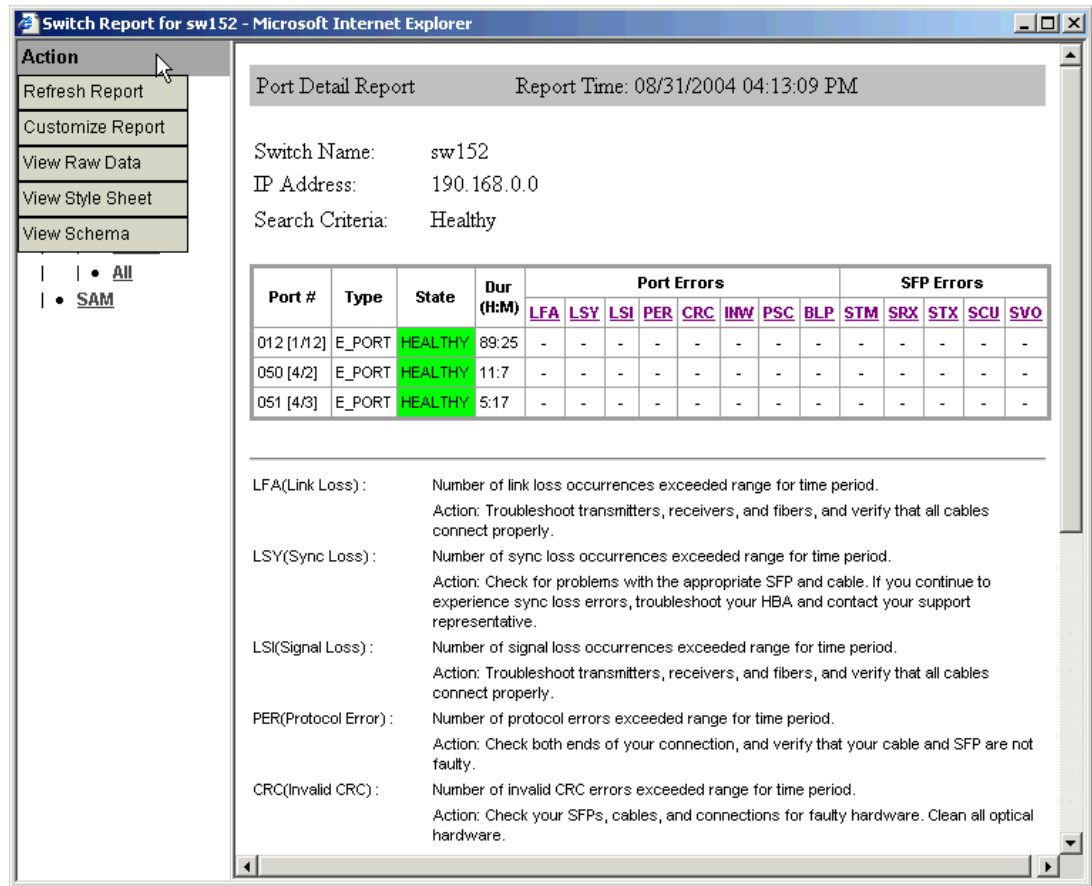 Switch Report for sw152 - Microsoft Internet Explorer
Action
Refresh Report
Customize Report
View Raw Data
View Style Sheet
View Schema
| | • All
| • SAM
Port Detail Report Report Time: 08/31/2004 04:13:09 PM
Switch Name: sw152
IP Address: 190.168.0.0
Search Criteria: Healthy
Port # Type State Dur (H:M) Port Errors SFP Errors
LFA LSY LSI PER CRC INW PSC BLP STM SRX STX SCU SVO
012 [1/12] E_PORT HEALTHY 89:25 - - - - - - - - - - - - -
050 [4/2] E_PORT HEALTHY 11:7 - - - - - - - - - - - - -
051 [4/3] E_PORT HEALTHY 5:17 - - - - - - - - - - - - -
LFA(Link Loss) : Number of link loss occurrences exceeded range for time period.
Action: Troubleshoot transmitters, receivers, and fibers, and verify that all cables
connect properly.
LSY(Sync Loss) : Number of sync loss occurrences exceeded range for time period.
Action: Check for problems with the appropriate SFP and cable. If you continue to
experience sync loss errors, troubleshoot your HBA and contact your support
representative.
LSI(Signal Loss) : Number of signal loss occurrences exceeded range for time period.
Action: Troubleshoot transmitters, receivers, and fibers, and verify that all cables
connect properly.
PER(Protocol Error) : Number of protocol errors exceeded range for time period.
Action: Check both ends of your connection, and verify that your cable and SFP are not
faulty.
CRC(Invalid CRC) : Number of invalid CRC errors exceeded range for time period.
Action: Check your SFPs, cables, and connections for faulty hardware. Clean all optical
hardware.